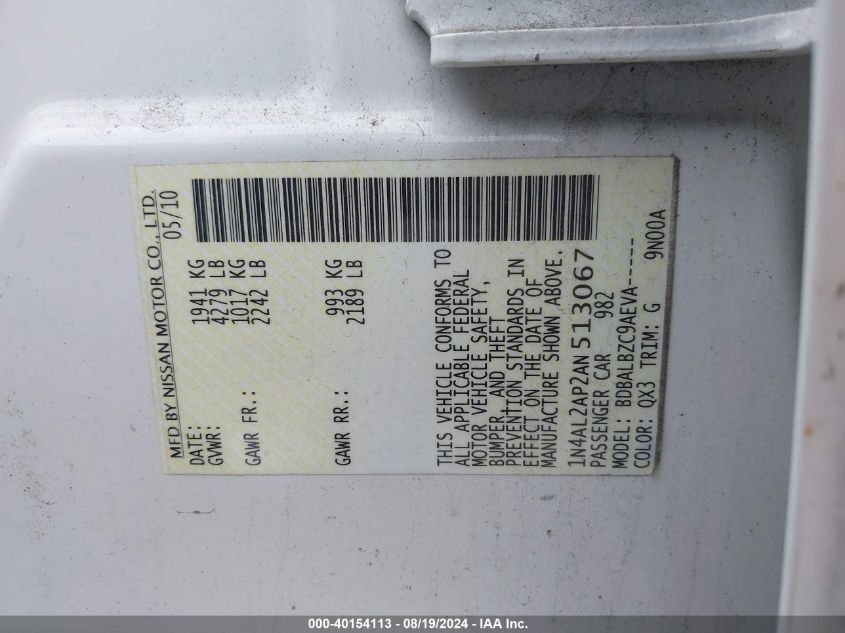 MFD BY NISSAN MOTOR CO., LTD.
DATE: 05/10
GVWR: 1941 KG
4279 LB
GAWR FR.: 1017 KG
2242 LB
GAWR RR.: 993 KG
2189 LB
THIS VEHICLE CONFORMS TO
ALL APPLICABLE FEDERAL
MOTOR VEHICLE SAFETY,
BUMPER, AND THEFT
PREVENTION STANDARDS IN
EFFECT ON THE DATE OF
MANUFACTURE SHOWN ABOVE.
1N4AL2AP2AN513067
PASSENGER CAR 982
MODEL: BDBALBZC9AEVA-----
COLOR: QX3 TRIM: G 9N00A
000-40154113 - 08/19/2024 - IAA Inc.